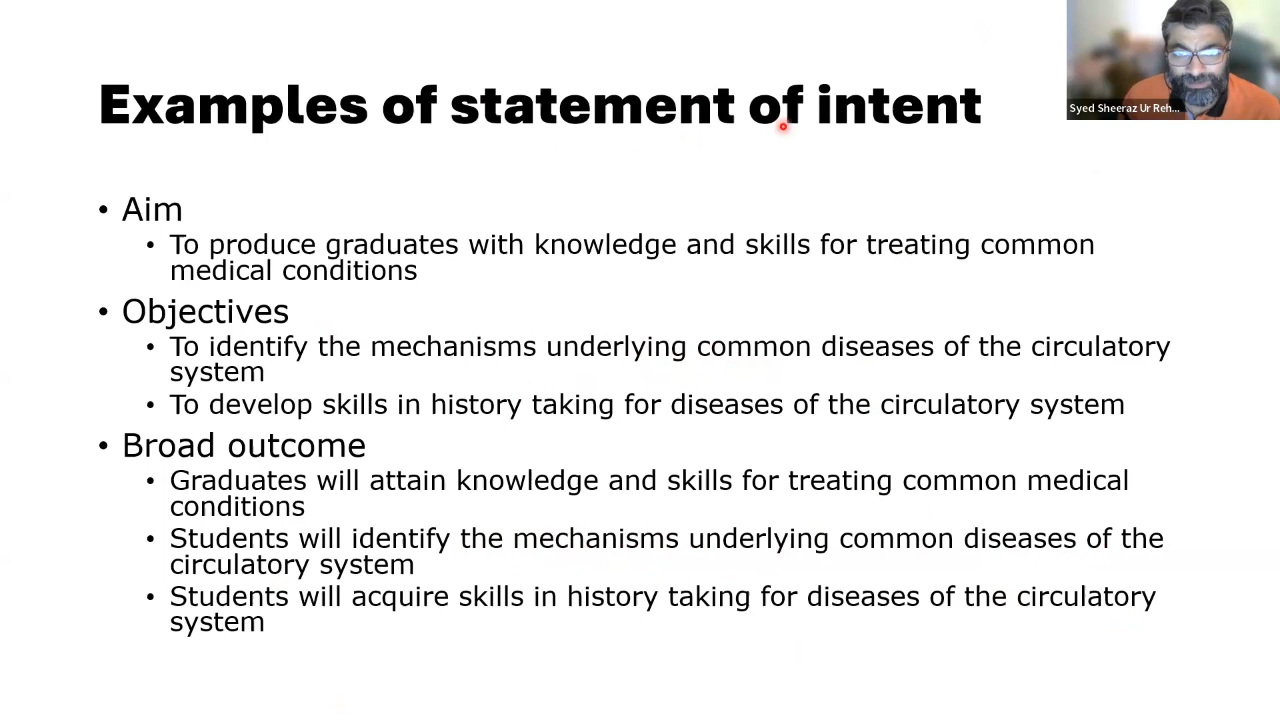 Examples of statement of intent
Syed Sheeraz Ur Reh...
• Aim
• To produce graduates with knowledge and skills for treating common
medical conditions
• Objectives
• To identify the mechanisms underlying common diseases of the circulatory
system
• To develop skills in history taking for diseases of the circulatory system
• Broad outcome
• Graduates will attain knowledge and skills for treating common medical
conditions
• Students will identify the mechanisms underlying common diseases of the
circulatory system
• Students will acquire skills in history taking for diseases of the circulatory
system